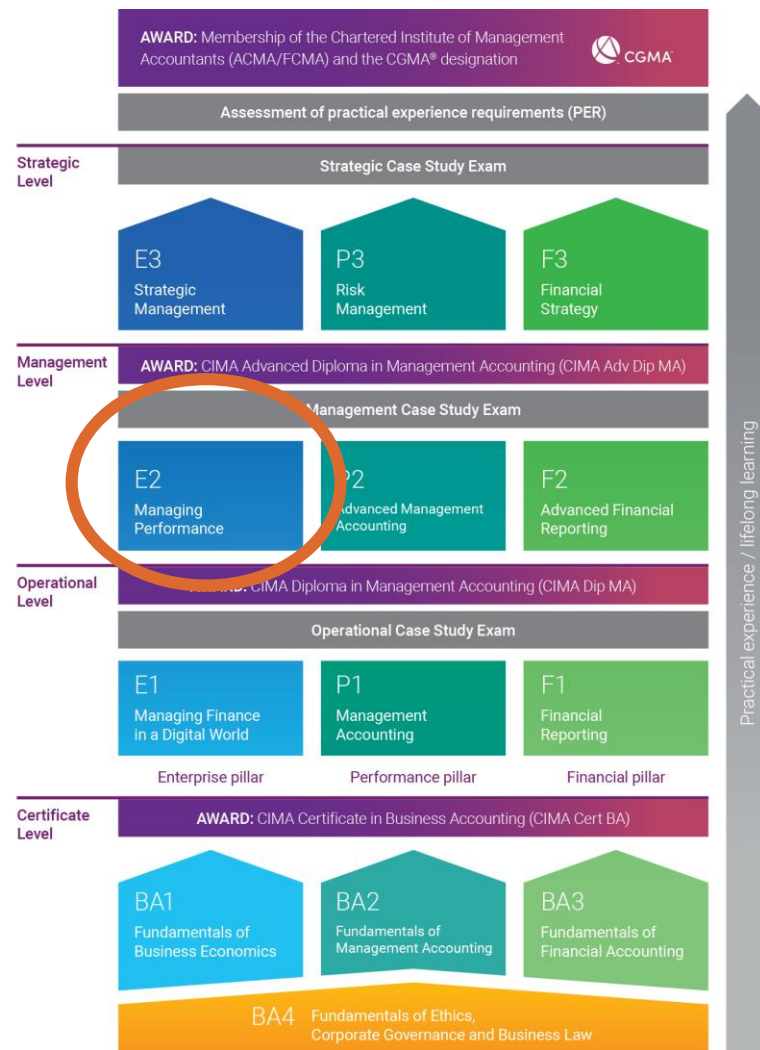 AWARD: Membership of the Chartered Institute of Management
Accountants (ACMA/FCMA) and the CGMA® designation
CGMA
Assessment of practical experience requirements (PER)
Strategic
Level
Strategic Case Study Exam
E3
Strategic
Management
P3
Risk
Management
F3
Financial
Strategy
Management
Level
AWARD: CIMA Advanced Diploma in Management Accounting (CIMA Adv Dip MA)
Management Case Study Exam
E2
Managing
Performance
P2
Advanced Management
Accounting
F2
Advanced Financial
Reporting
Operational
Level
CIMA Diploma in Management Accounting (CIMA Dip MA)
Operational Case Study Exam
E1
Managing Finance
in a Digital World
P1
Management
Accounting
F1
Financial
Reporting
Enterprise pillar
Performance pillar
Financial pillar
Certificate
Level
AWARD: CIMA Certificate in Business Accounting (CIMA Cert BA)
BA1
Fundamentals of
Business Economics
BA2
Fundamentals of
Management Accounting
BA3
Fundamentals of
Financial Accounting
BA4
Fundamentals of Ethics,
Corporate Governance and Business Law
Practical experience / lifelong learning